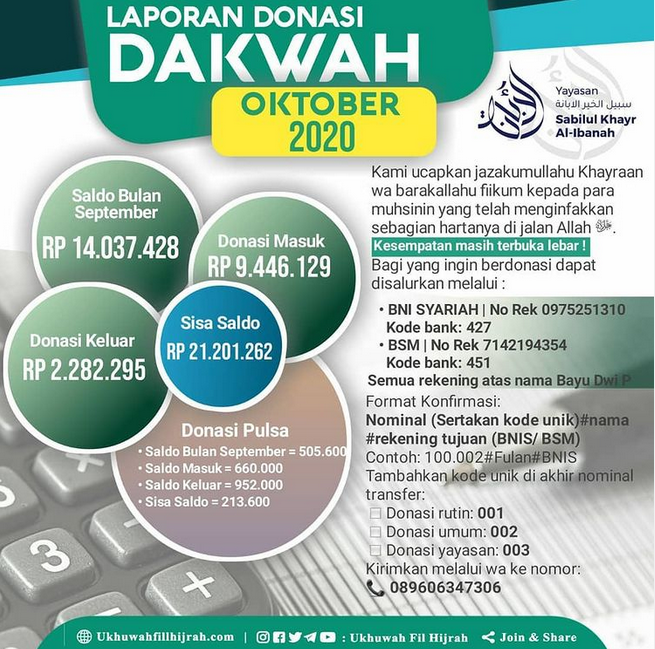 LAPORAN DONASI
DAKWAH
OKTOBER
2020
Yayasan
سبيل الخير الابانة
Sabilul Khayr
Al-Ibanah
Saldo Bulan
September
RP 14.037.428
Donasi Masuk
RP 9.446.129
Donasi Keluar
RP 2.282.295
Sisa Saldo
RP 21.201.262
Donasi Pulsa
• Saldo Bulan September = 505.600
• Saldo Masuk = 660.000
• Saldo Keluar = 952.000
• Sisa Saldo = 213.600
Kami ucapkan jazakumullahu Khayraan
wa barakallahu fiikum kepada para
muhsinin yang telah menginfakkan
sebagian hartanya di jalan Allah ﷻ.
Kesempatan masih terbuka lebar !
Bagi yang ingin berdonasi dapat
disalurkan melalui :
• BNI SYARIAH | No Rek 0975251310
Kode bank: 427
• BSM | No Rek 7142194354
Kode bank: 451
Semua rekening atas nama Bayu Dwi P
Format Konfirmasi:
Nominal (Sertakan kode unik)#nama
#rekening tujuan (BNIS/ BSM)
Contoh: 100.002#Fulan#BNIS
Tambahkan kode unik di akhir nominal
transfer:
Donasi rutin: 001
Donasi umum: 002
Donasi yayasan: 003
Kirimkan melalui wa ke nomor:
089606347306
3
Ukhuwahfillhijrah.com | : Ukhuwah Fil Hijrah Join & Share